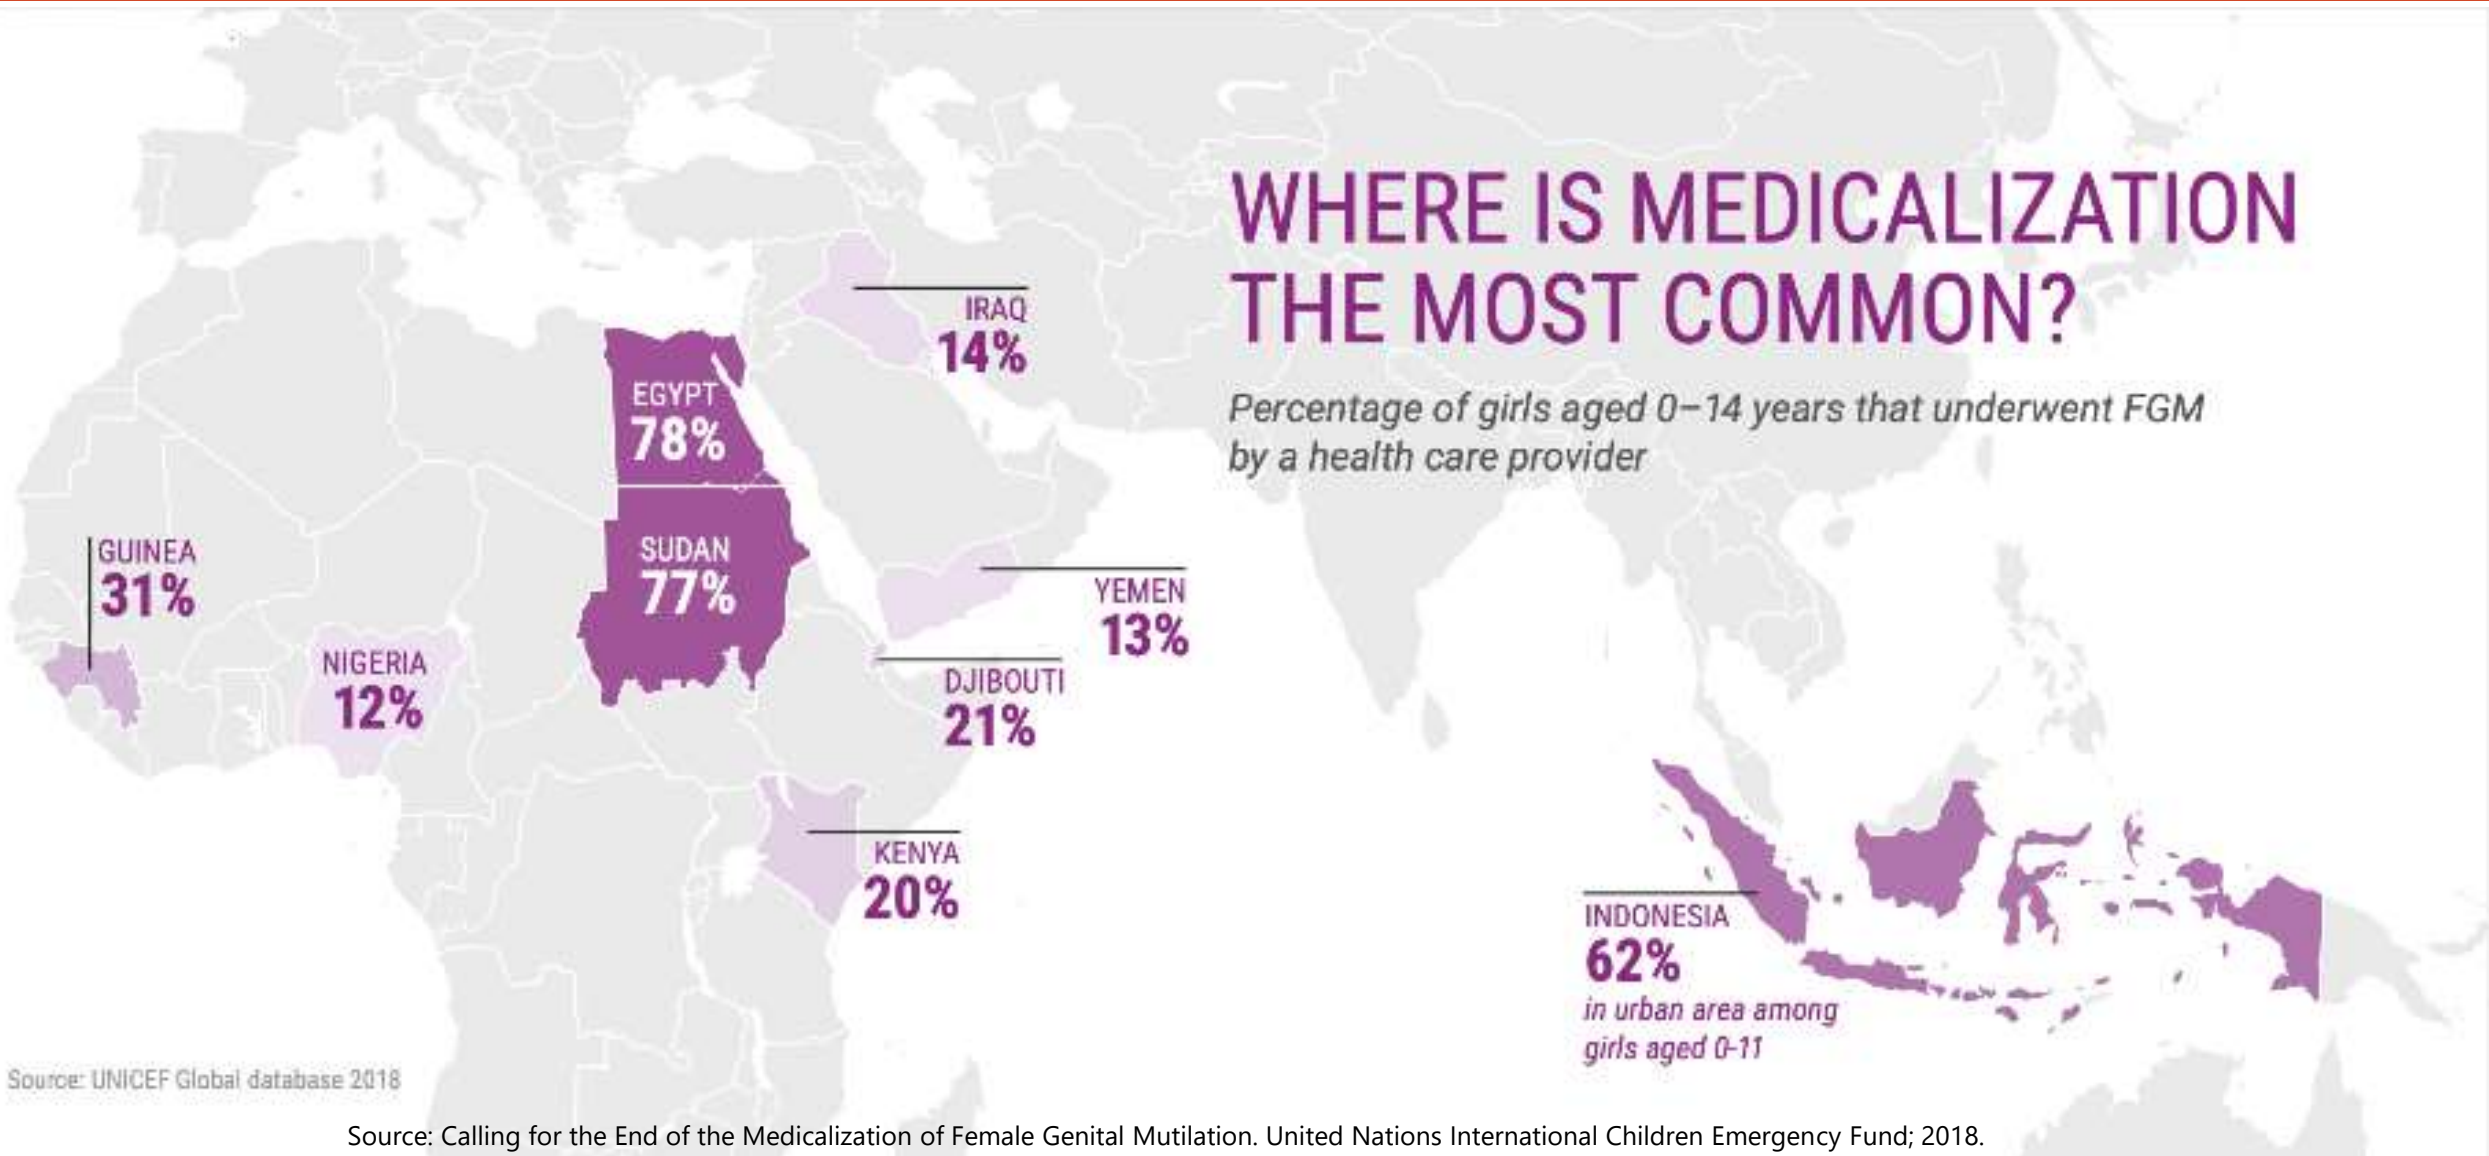 WHERE IS MEDICALIZATION
THE MOST COMMON?
Percentage of girls aged 0–14 years that underwent FGM
by a health care provider
IRAQ
14%
EGYPT
78%
SUDAN
77%
GUINEA
31%
NIGERIA
12%
YEMEN
13%
DJIBOUTI
21%
KENYA
20%
INDONESIA
62%
in urban area among
girls aged 0-11
Source: UNICEF Global database 2018
Source: Calling for the End of the Medicalization of Female Genital Mutilation. United Nations International Children Emergency Fund; 2018.